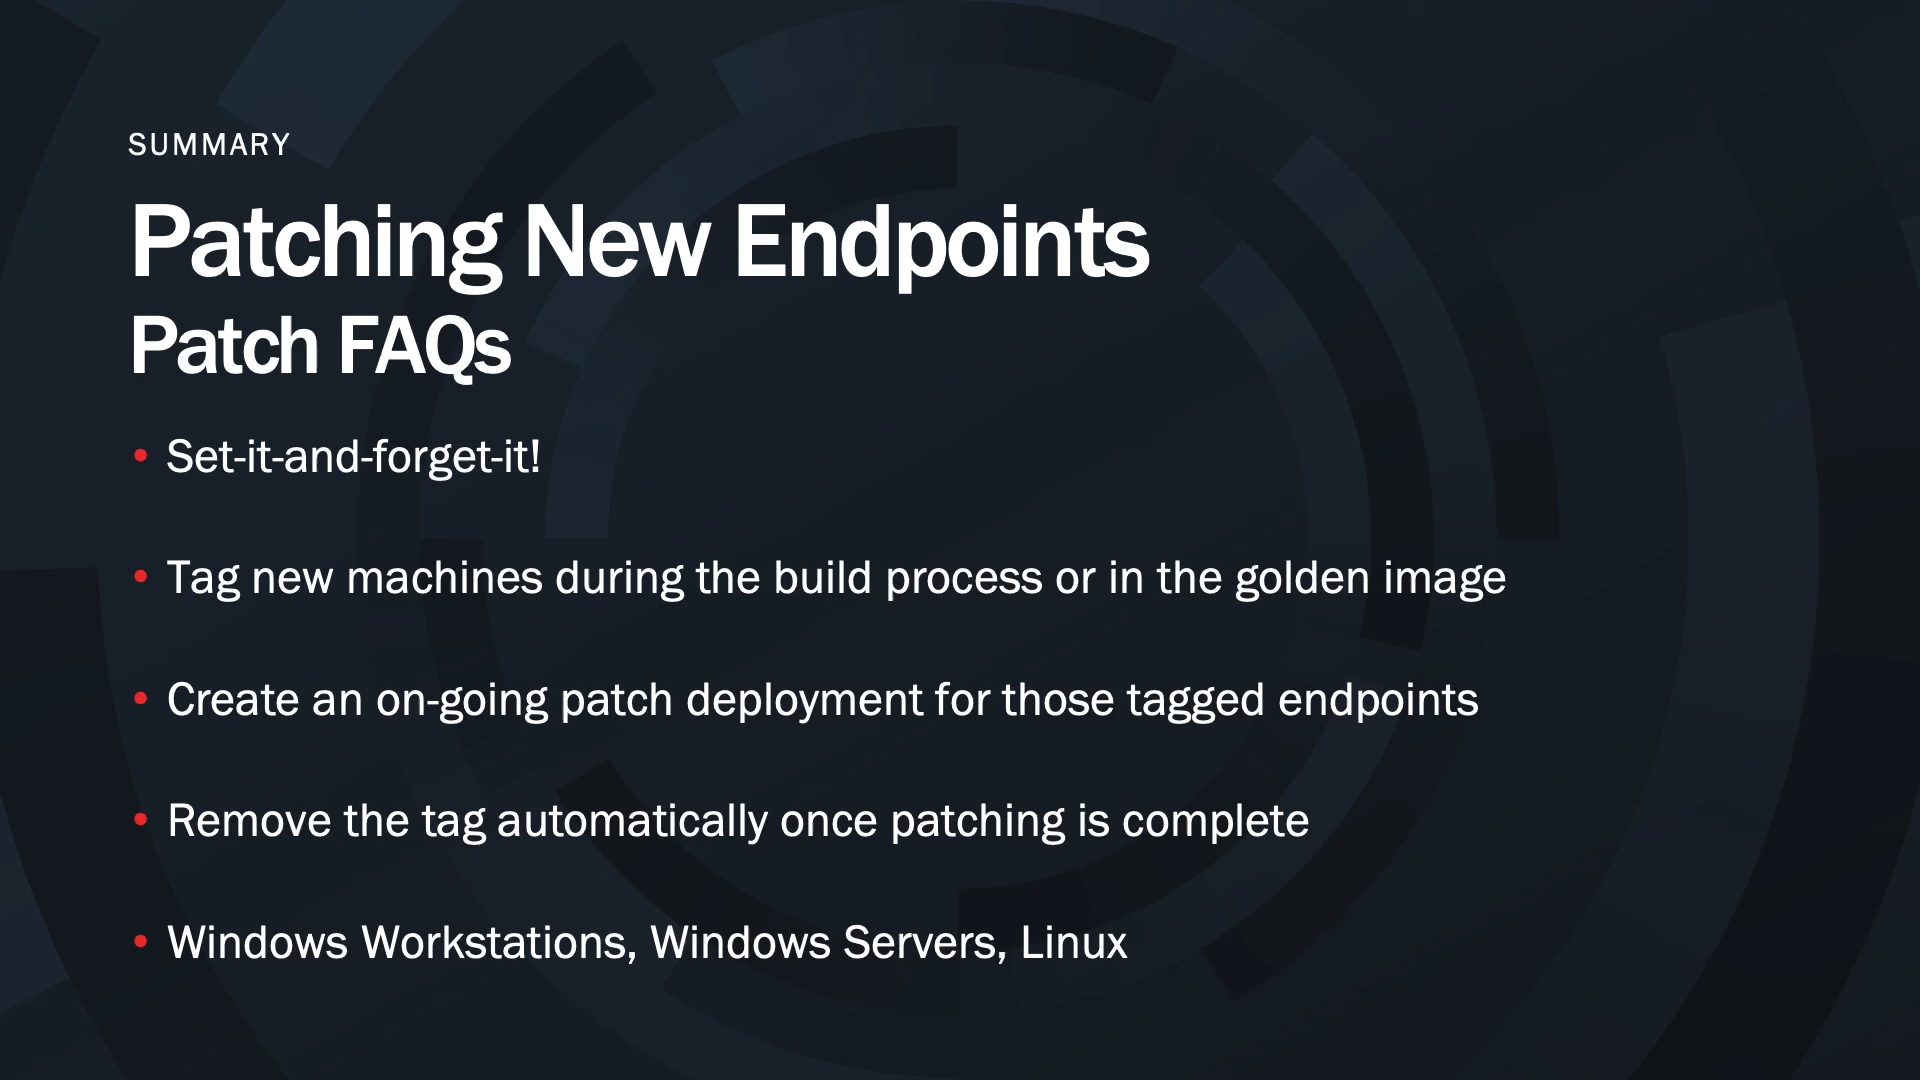 SUMMARY
Patching New Endpoints
Patch FAQs
• Set-it-and-forget-it!
• Tag new machines during the build process or in the golden image
• Create an on-going patch deployment for those tagged endpoints
• Remove the tag automatically once patching is complete
• Windows Workstations, Windows Servers, Linux